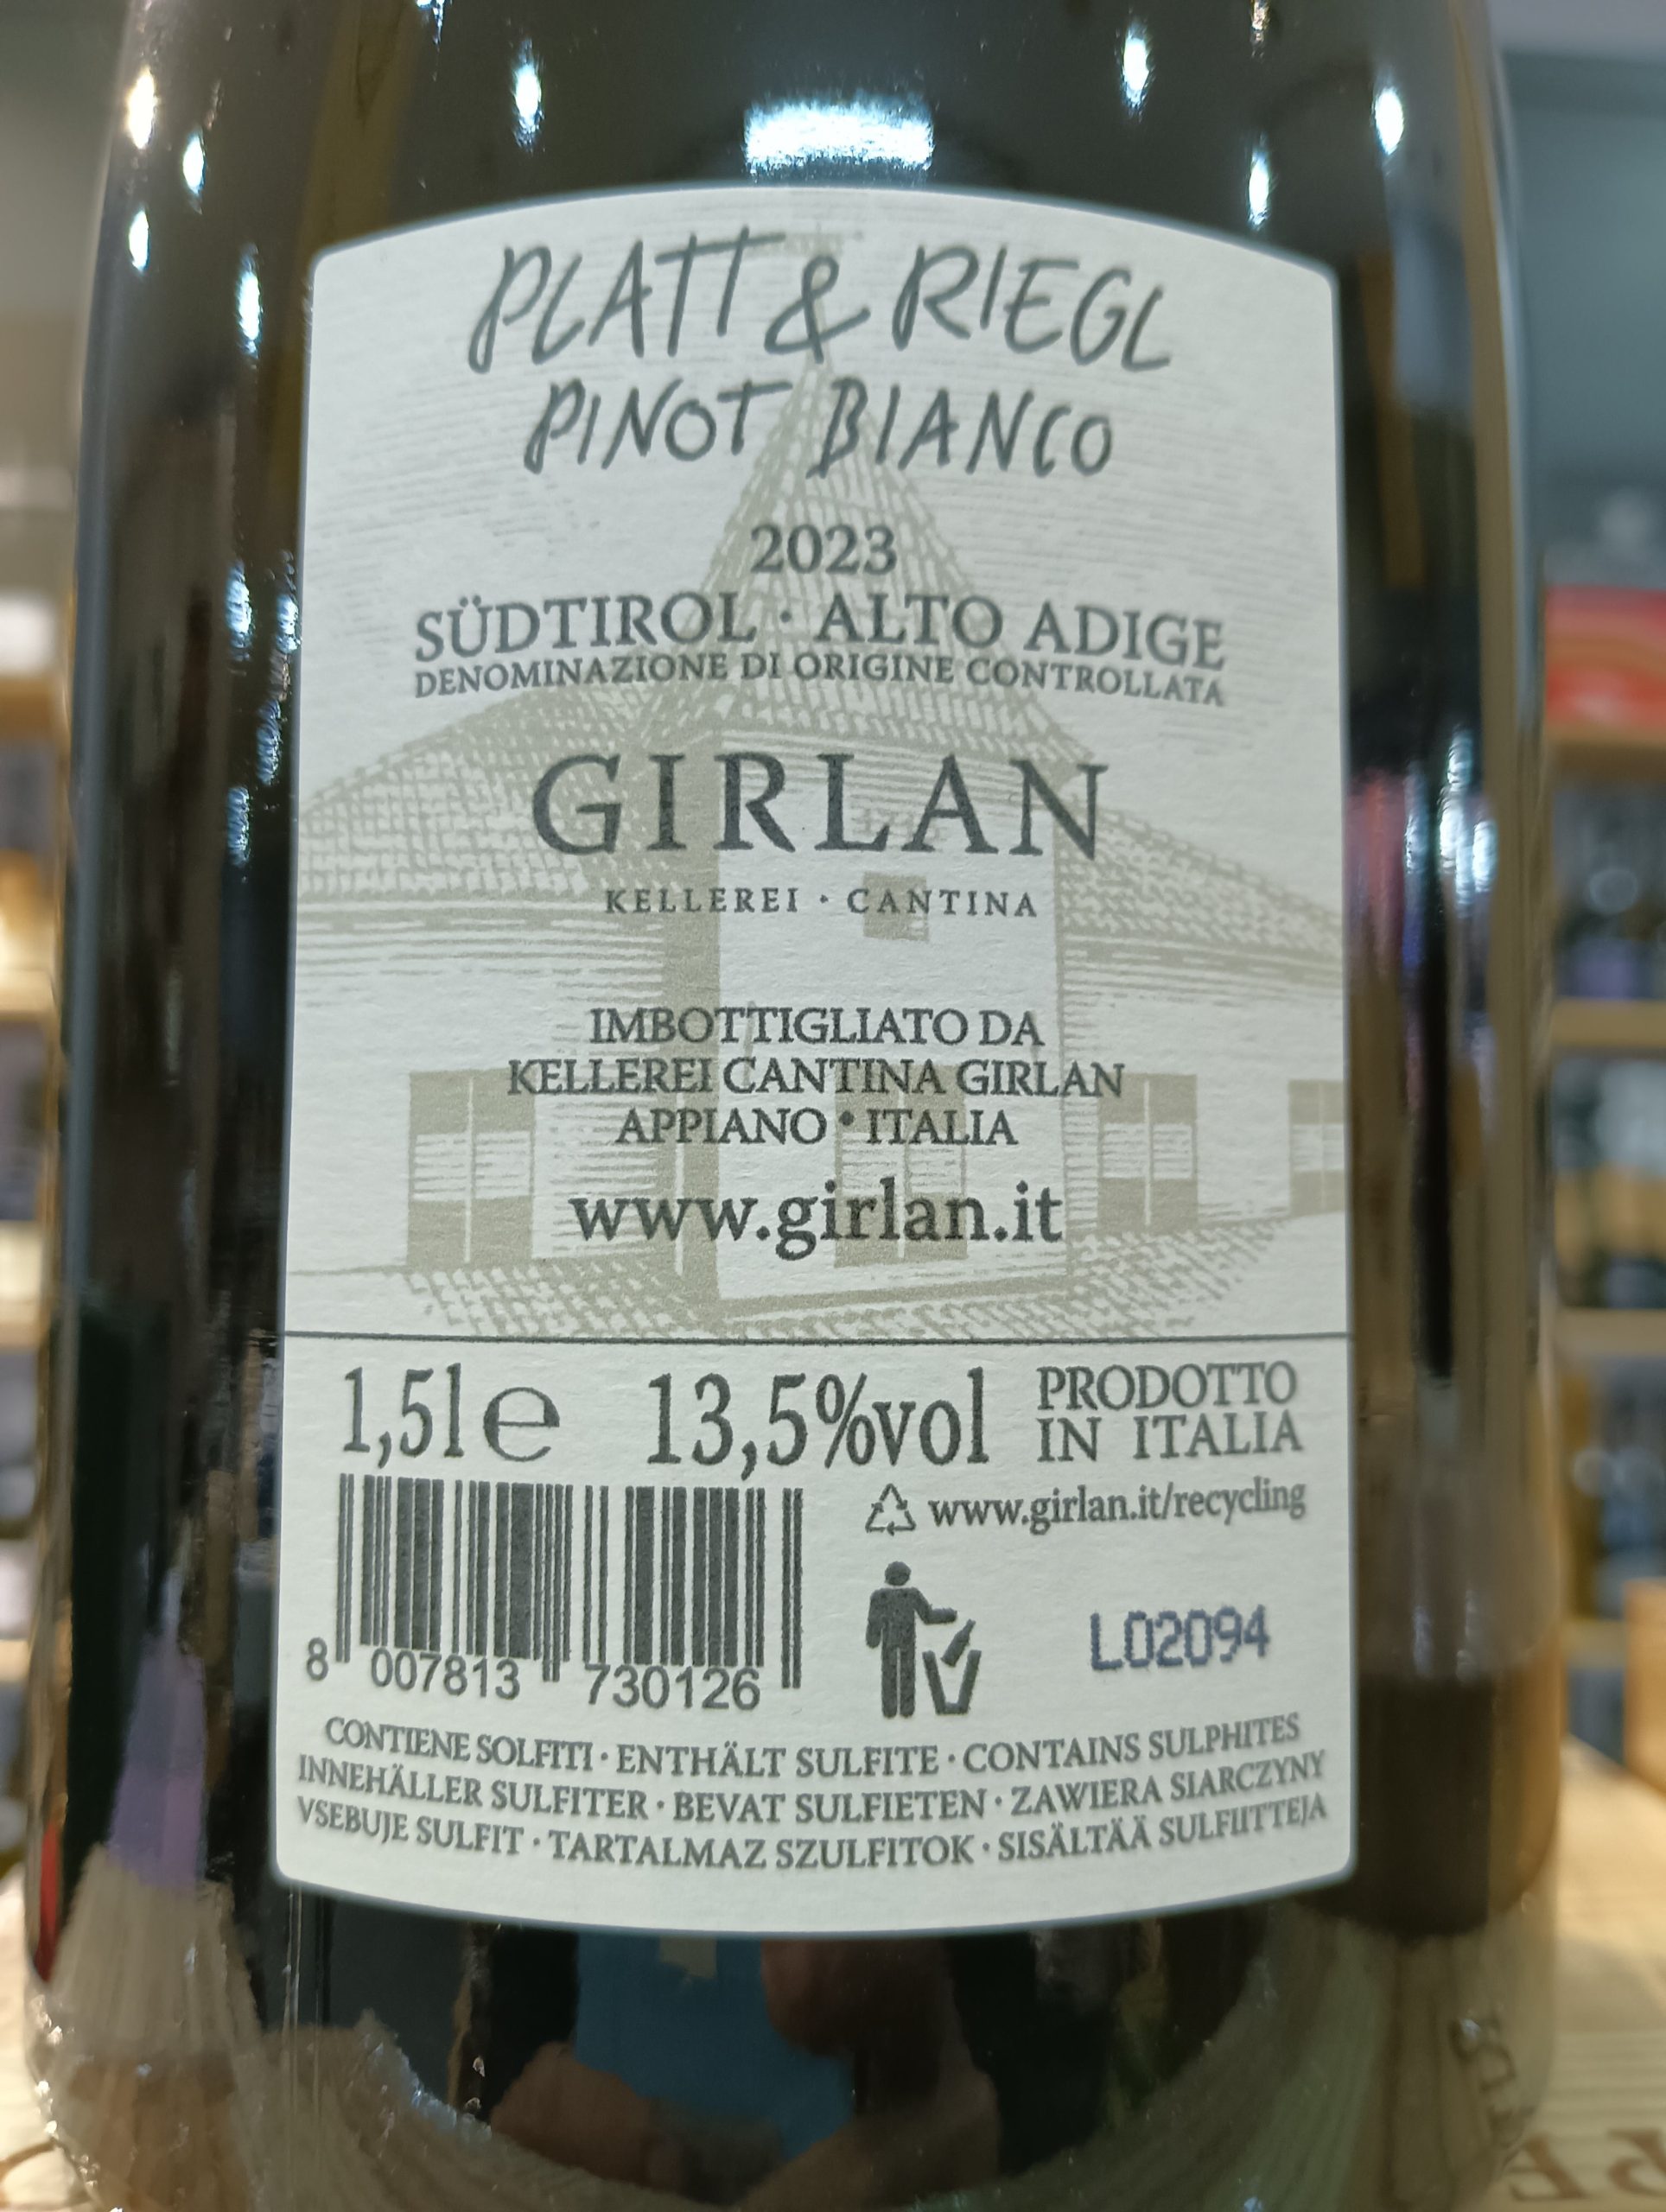 PLATT & RIEGL
PINOT BIANCO
2023
SÜDTIROL · ALTO ADIGE
DENOMINAZIONE DI ORIGINE CONTROLLATA
GIRLAN
KELLEREI · CANTINA
IMBOTTIGLIATO DA
KELLEREI CANTINA GIRLAN
APPIANO • ITALIA
www.girlan.it
1,5l e 13,5%vol
PRODOTTO
IN ITALIA
www.girlan.it/recycling
L02094
8 007813 730126
CONTIENE SOLFITI · ENTHÄLT SULFITE · CONTAINS SULPHITES
INNEHÄLLER SULFITER · BEVAT SULFIETEN · ZAWIERA SIARCZYNY
VSEBUJE SULFIT · TARTALMAZ SZULFITOK · SISÄLTÄÄ SULFIITTEJA